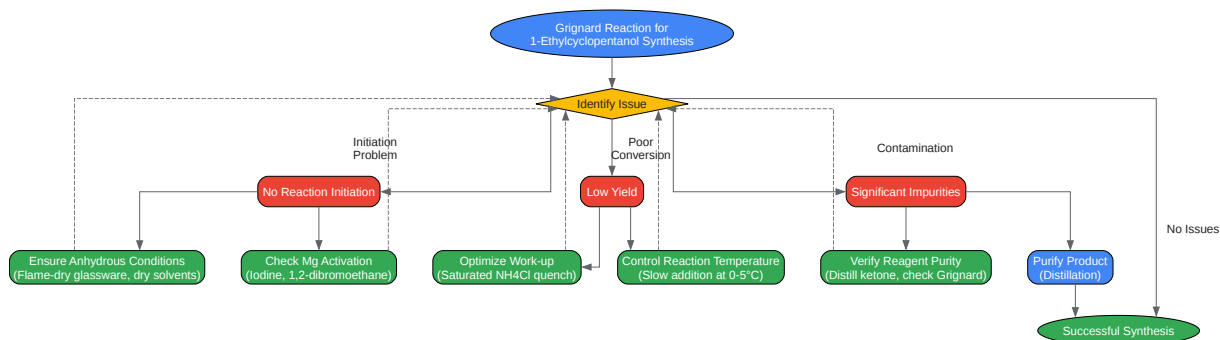 Grignard Reaction for
1-Ethylcyclopentanol Synthesis
Identify Issue
Initiation
Problem
Poor
Conversion
Contamination
No Reaction Initiation
Low Yield
Significant Impurities
No Issues
Ensure Anhydrous Conditions
(Flame-dry glassware, dry solvents)
Check Mg Activation
(Iodine, 1,2-dibromoethane)
Optimize Work-up
(Saturated NH4Cl quench)
Control Reaction Temperature
(Slow addition at 0-5°C)
Verify Reagent Purity
(Distill ketone, check Grignard)
Purify Product
(Distillation)
Successful Synthesis